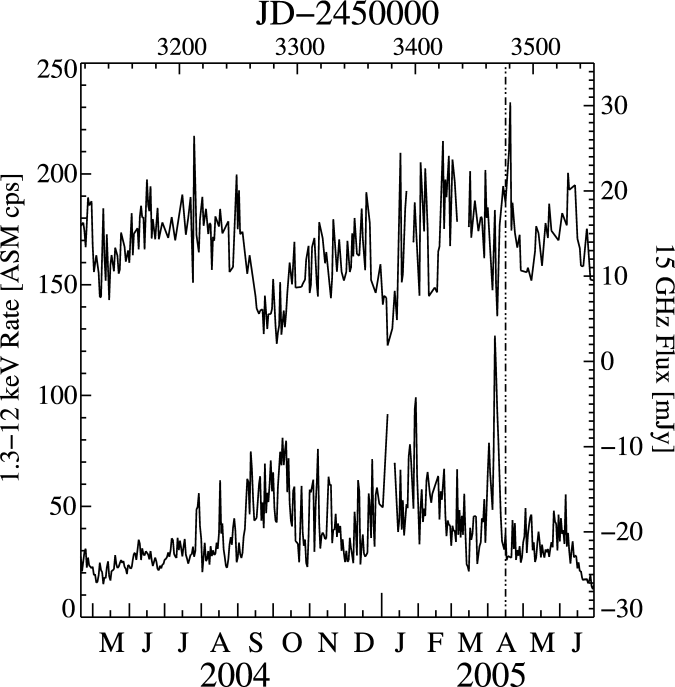 JD−2450000
3200 3300 3400 3500
250
200
150
100
50
0
1.3−12 keV Rate [ASM cps]
30
20
10
0
−10
−20
−30
15 GHz Flux [mJy]
M J J A S O N D J F M A M J
2004 2005